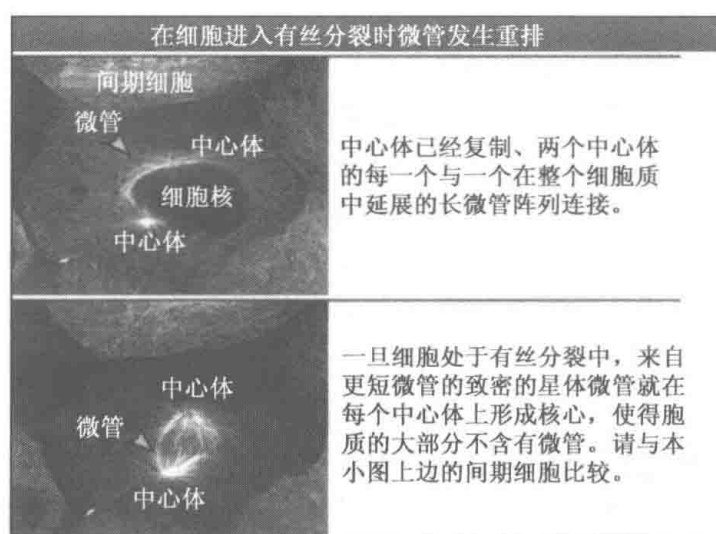 在细胞进入有丝分裂时微管发生重排
间期细胞
微管
中心体
细胞核
中心体
中心体已经复制、两个中心体
的每一个与一个在整个细胞质
中延展的长微管阵列连接。
中心体
微管
中心体
一旦细胞处于有丝分裂中，来自
更短微管的致密的星体微管就在
每个中心体上形成核心，使得胞
质的大部分不含有微管。请与本
小图上边的间期细胞比较。